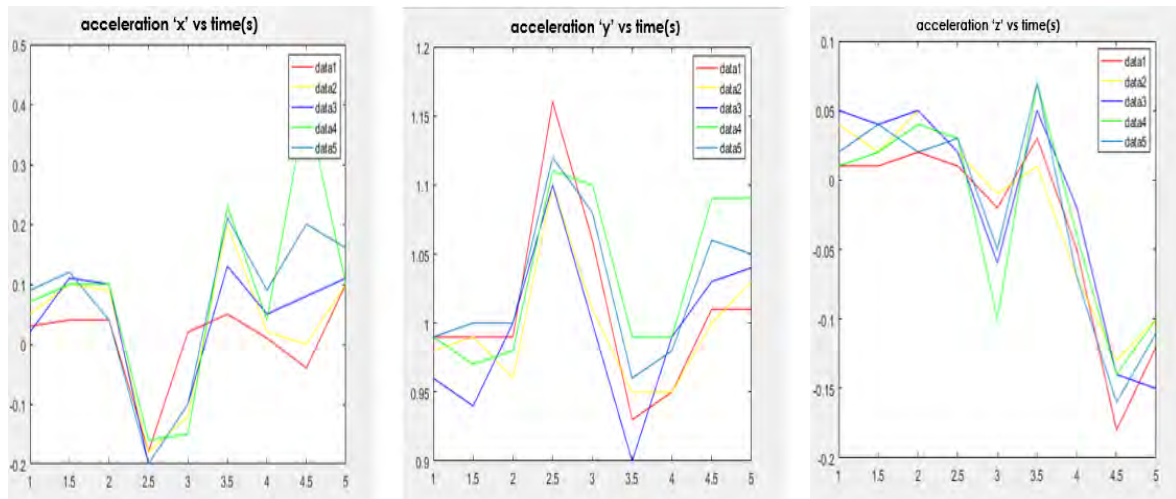 acceleration ‘x’ vs time(s)
0.5
0.4
0.3
0.2
0.1
0
-0.1
-0.2
1 1.5 2 2.5 3 3.5 4 4.5 5
data1
data2
data3
data4
data5
acceleration ‘y’ vs time(s)
1.2
1.15
1.1
1.05
1
0.95
0.9
1 1.5 2 2.5 3 3.5 4 4.5 5
data1
data2
data3
data4
data5
acceleration ‘z’ vs time(s)
0.1
0.05
0
-0.05
-0.1
-0.15
-0.2
1 1.5 2 2.5 3 3.5 4 4.5 5
data1
data2
data3
data4
data5